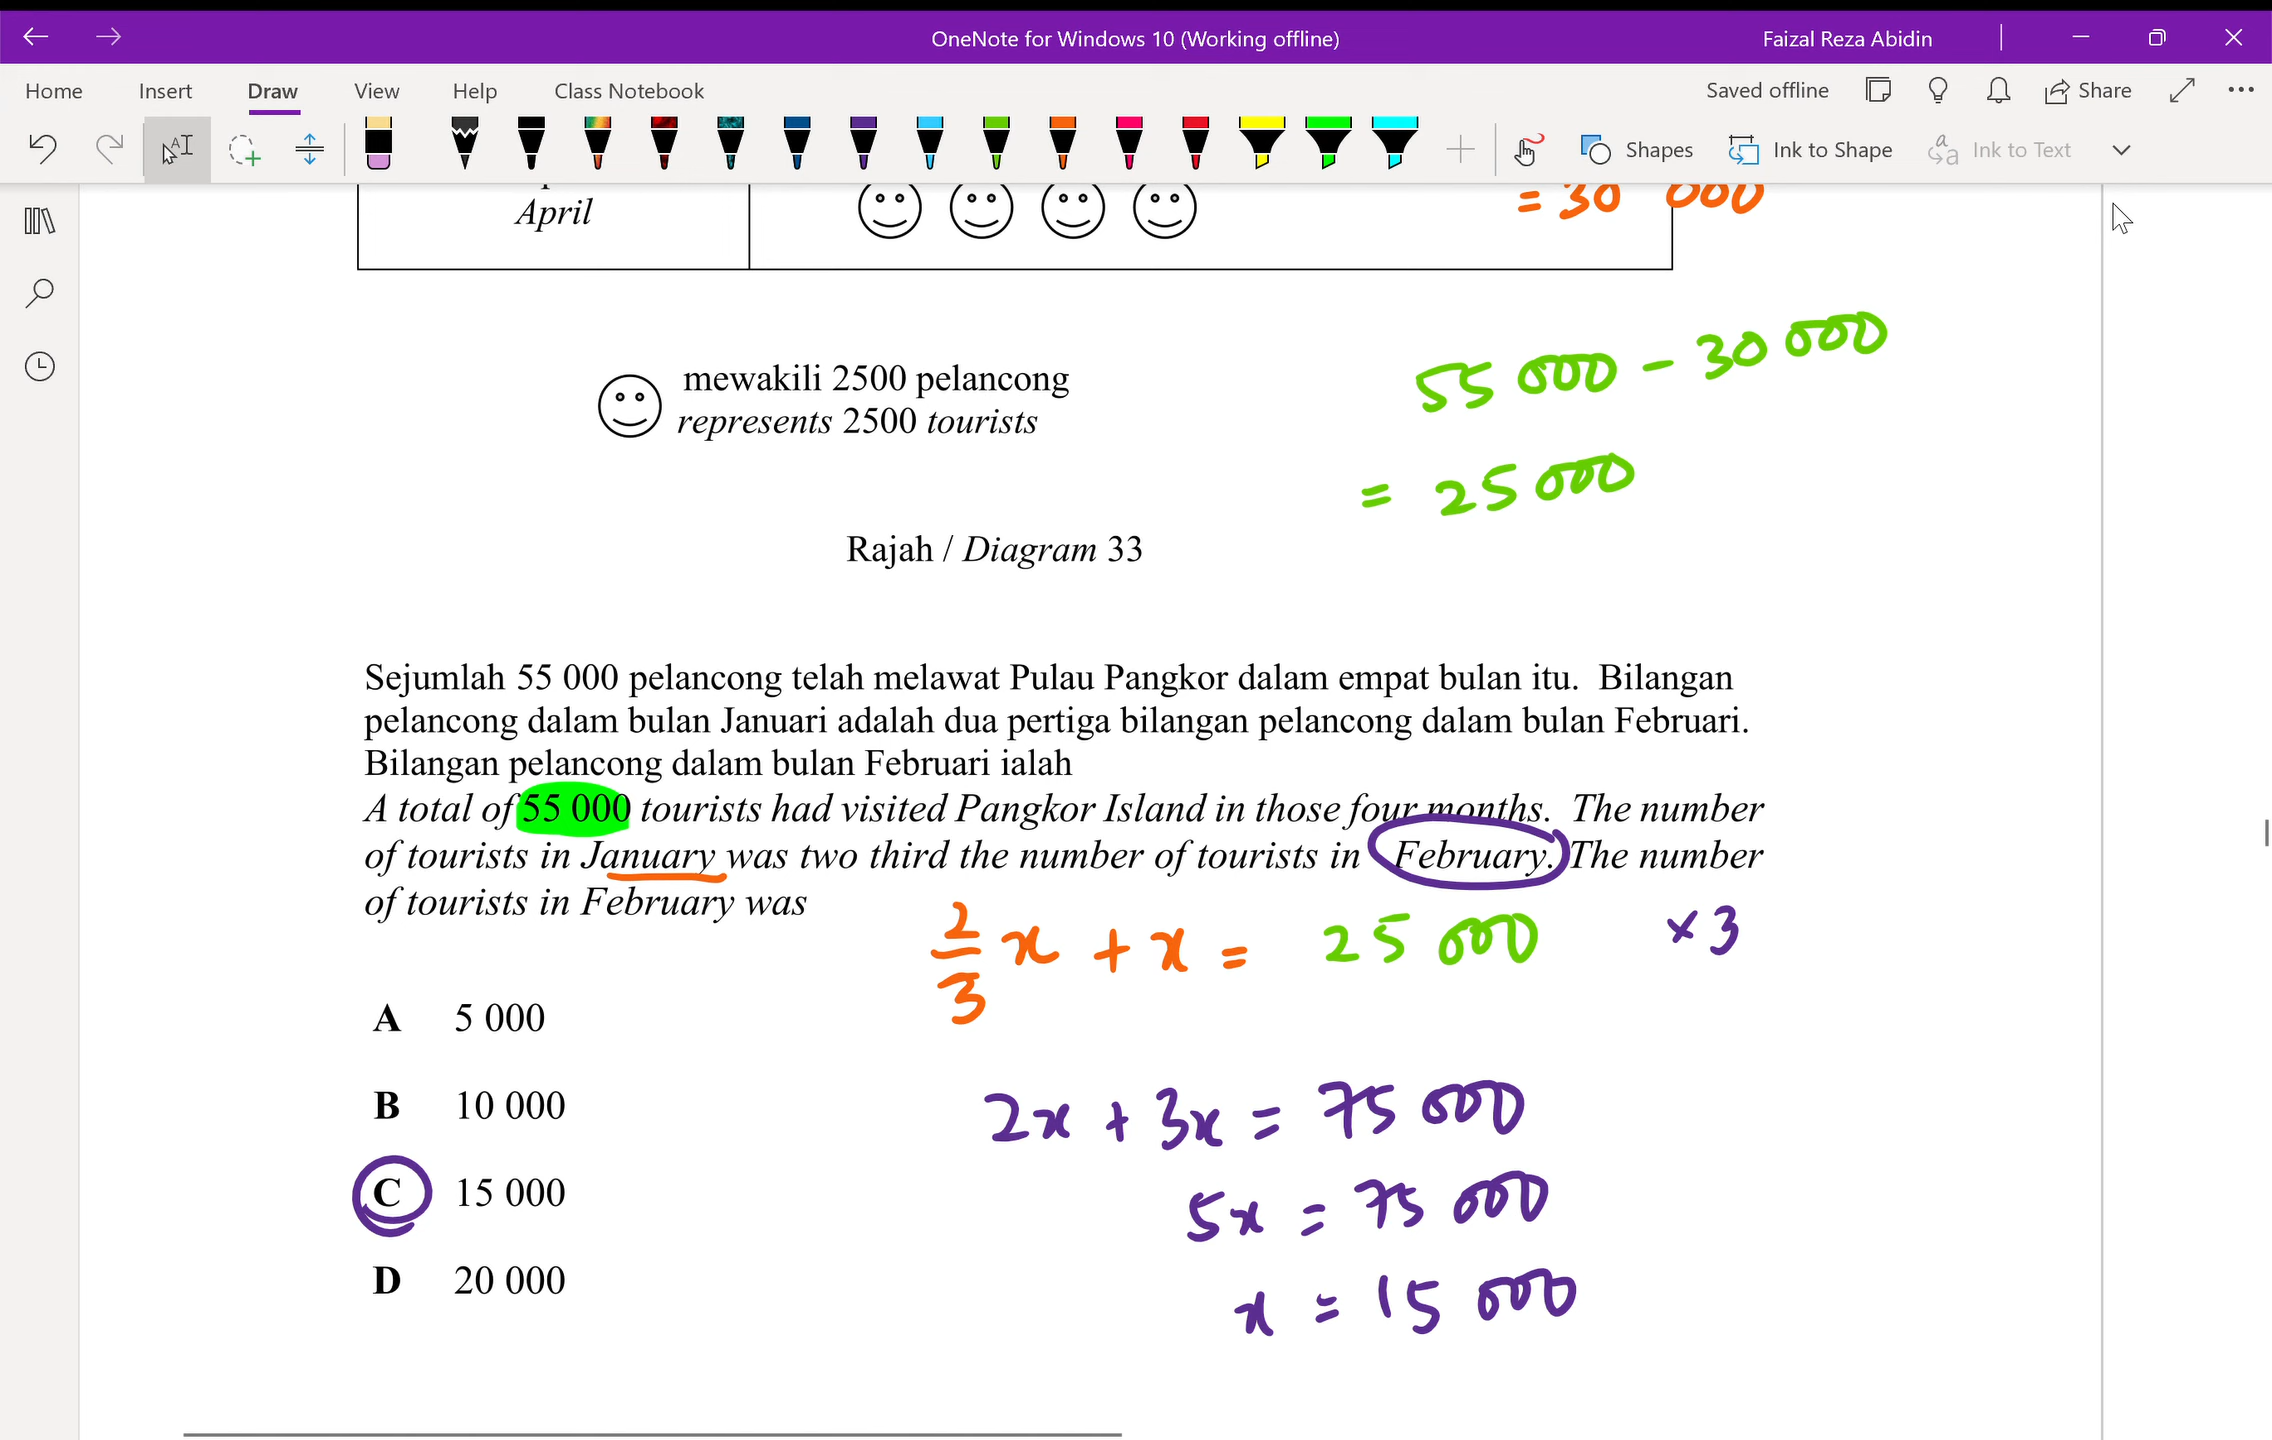 OneNote for Windows 10 (Working offline)
Faizal Reza Abidin
Home Insert Draw View Help Class Notebook
Saved offline Share
Shapes Ink to Shape Ink to Text
April
= 30 000
mewakili 2500 pelancong
represents 2500 tourists
55 000 - 30 000
= 25 000
Rajah / Diagram 33
Sejumlah 55 000 pelancong telah melawat Pulau Pangkor dalam empat bulan itu. Bilangan
pelancong dalam bulan Januari adalah dua pertiga bilangan pelancong dalam bulan Februari.
Bilangan pelancong dalam bulan Februari ialah
A total of 55 000 tourists had visited Pangkor Island in those four months. The number
of tourists in January was two third the number of tourists in February. The number
of tourists in February was
2/3 x + x = 25 000 × 3
A 5 000
B 10 000
2x + 3x = 75 000
C 15 000
5x = 75 000
D 20 000
x = 15 000